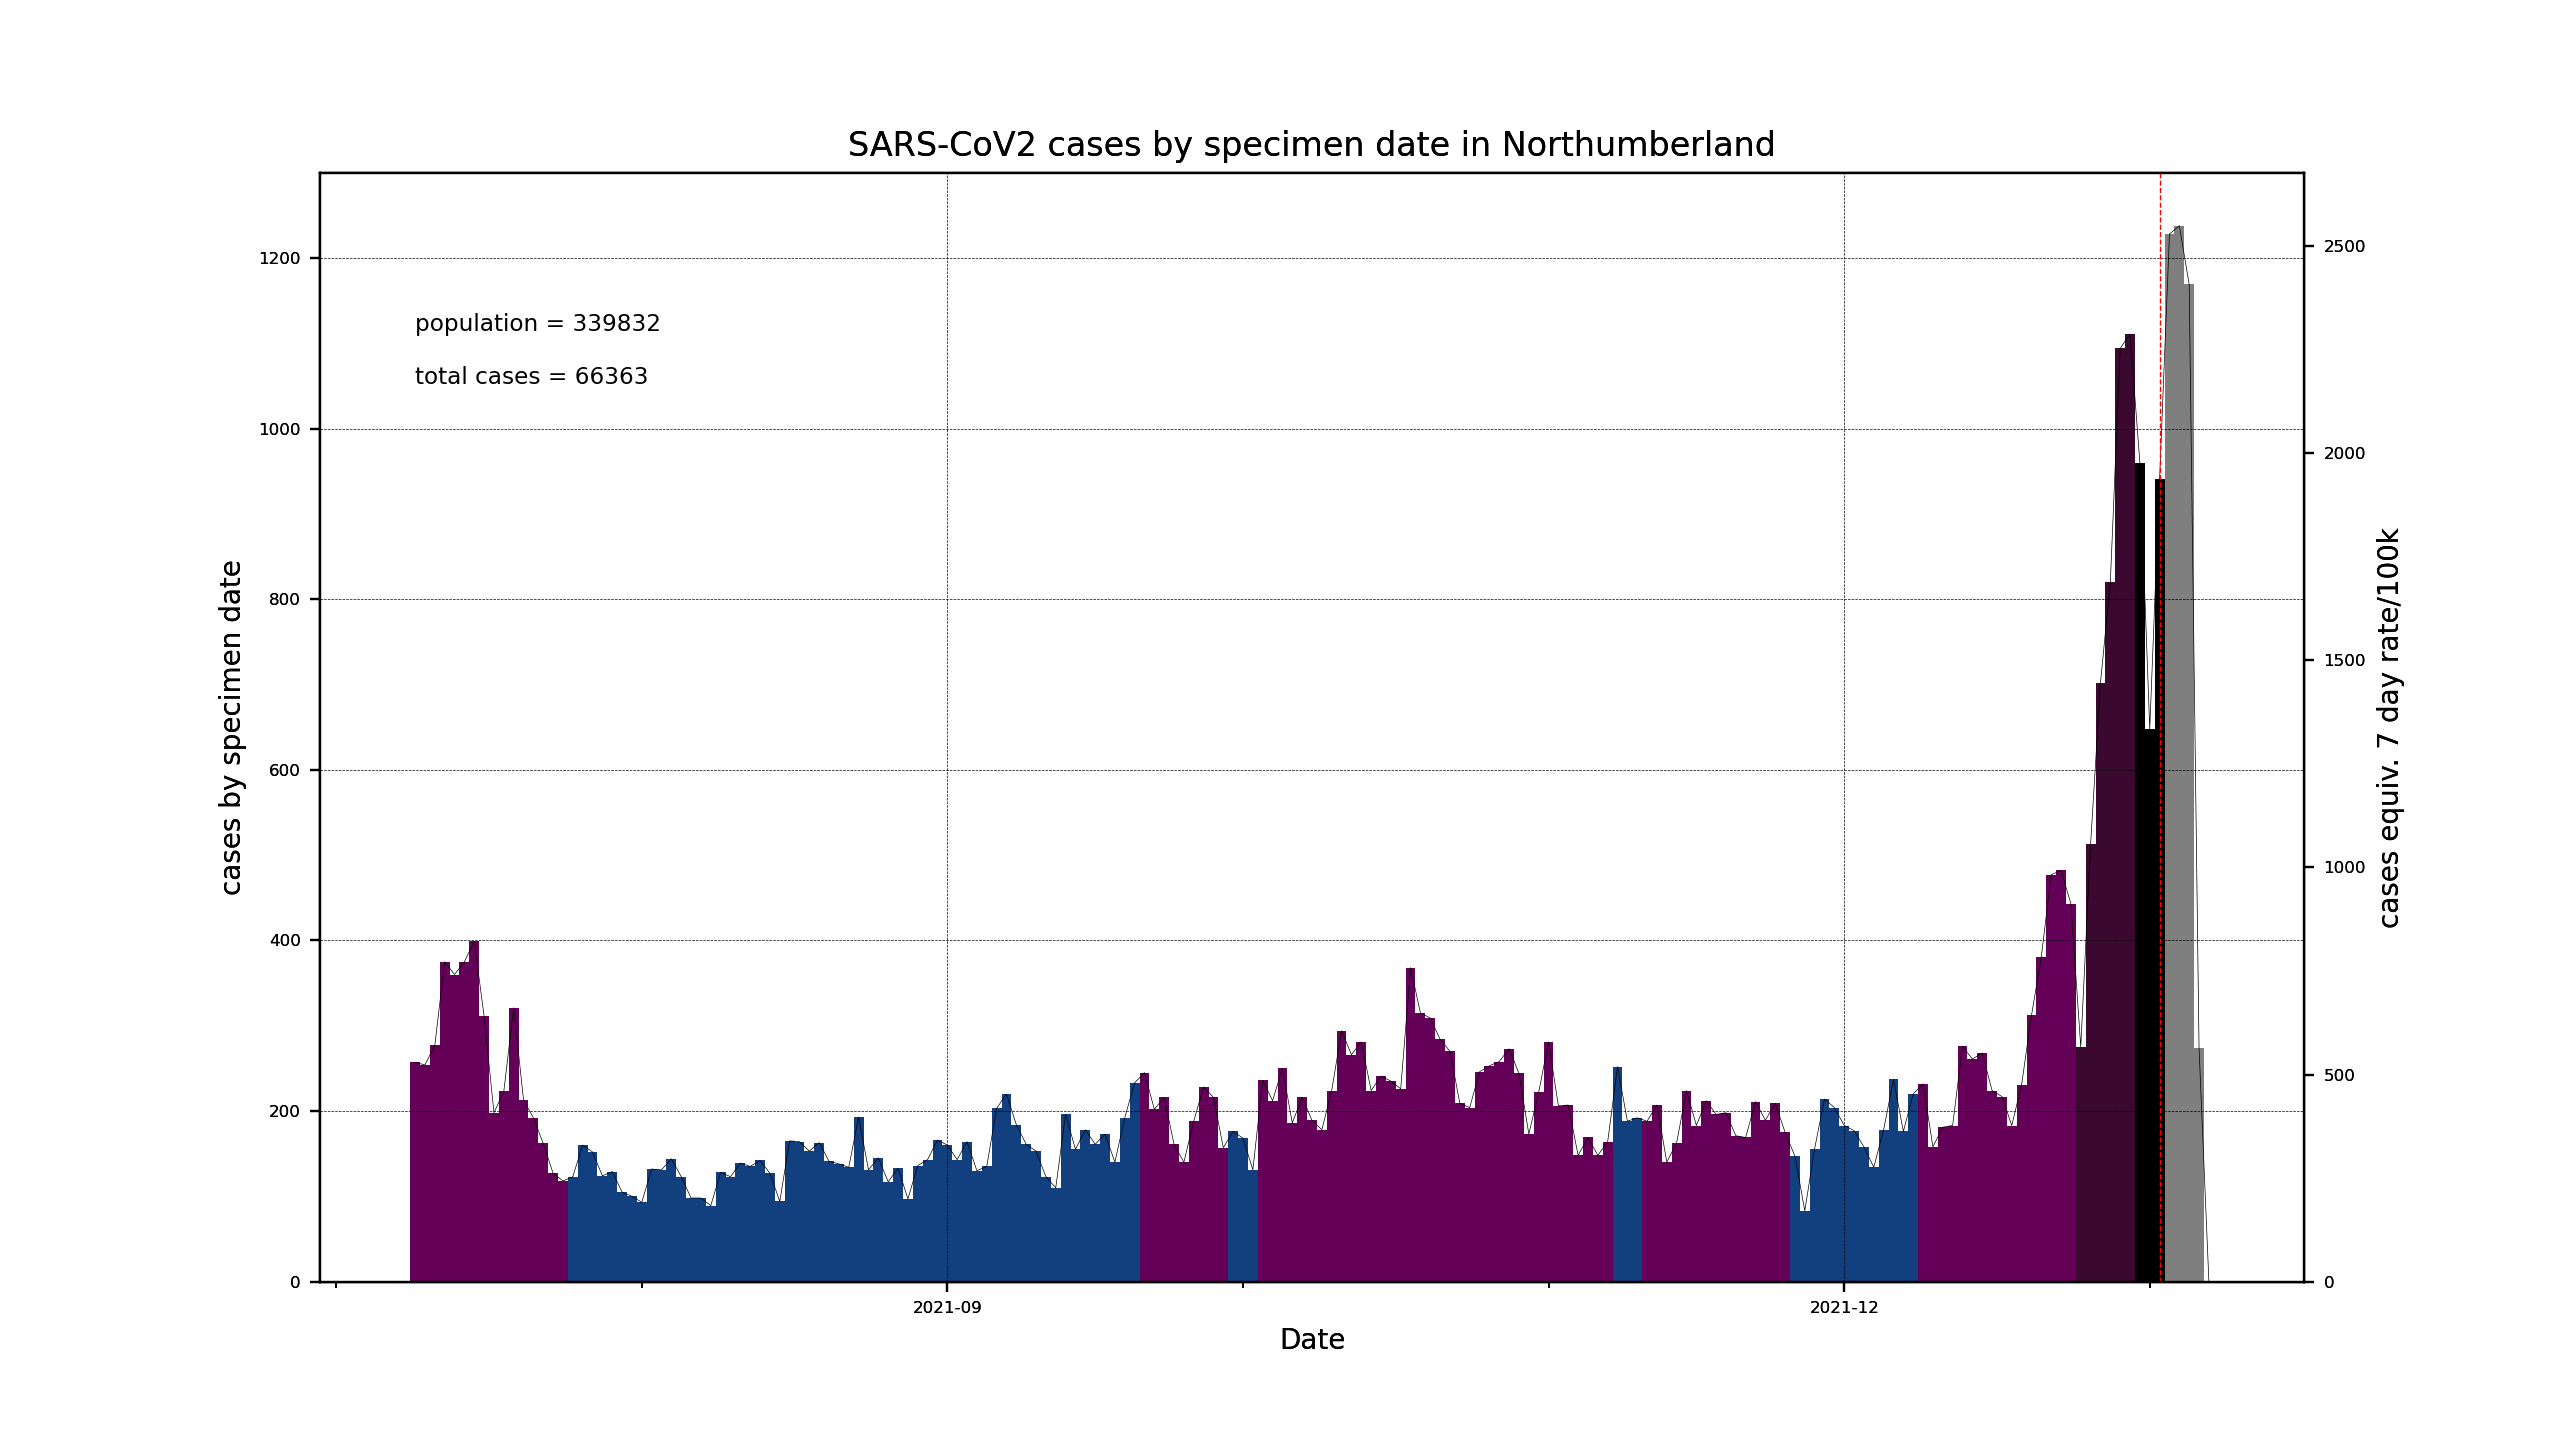 SARS-CoV2 cases by specimen date in Northumberland
population = 339832
total cases = 66363
cases by specimen date
1200
1000
800
600
400
200
0
2500
2000
1500
1000
500
0
cases equiv. 7 day rate/100k
2021-09
2021-12
Date